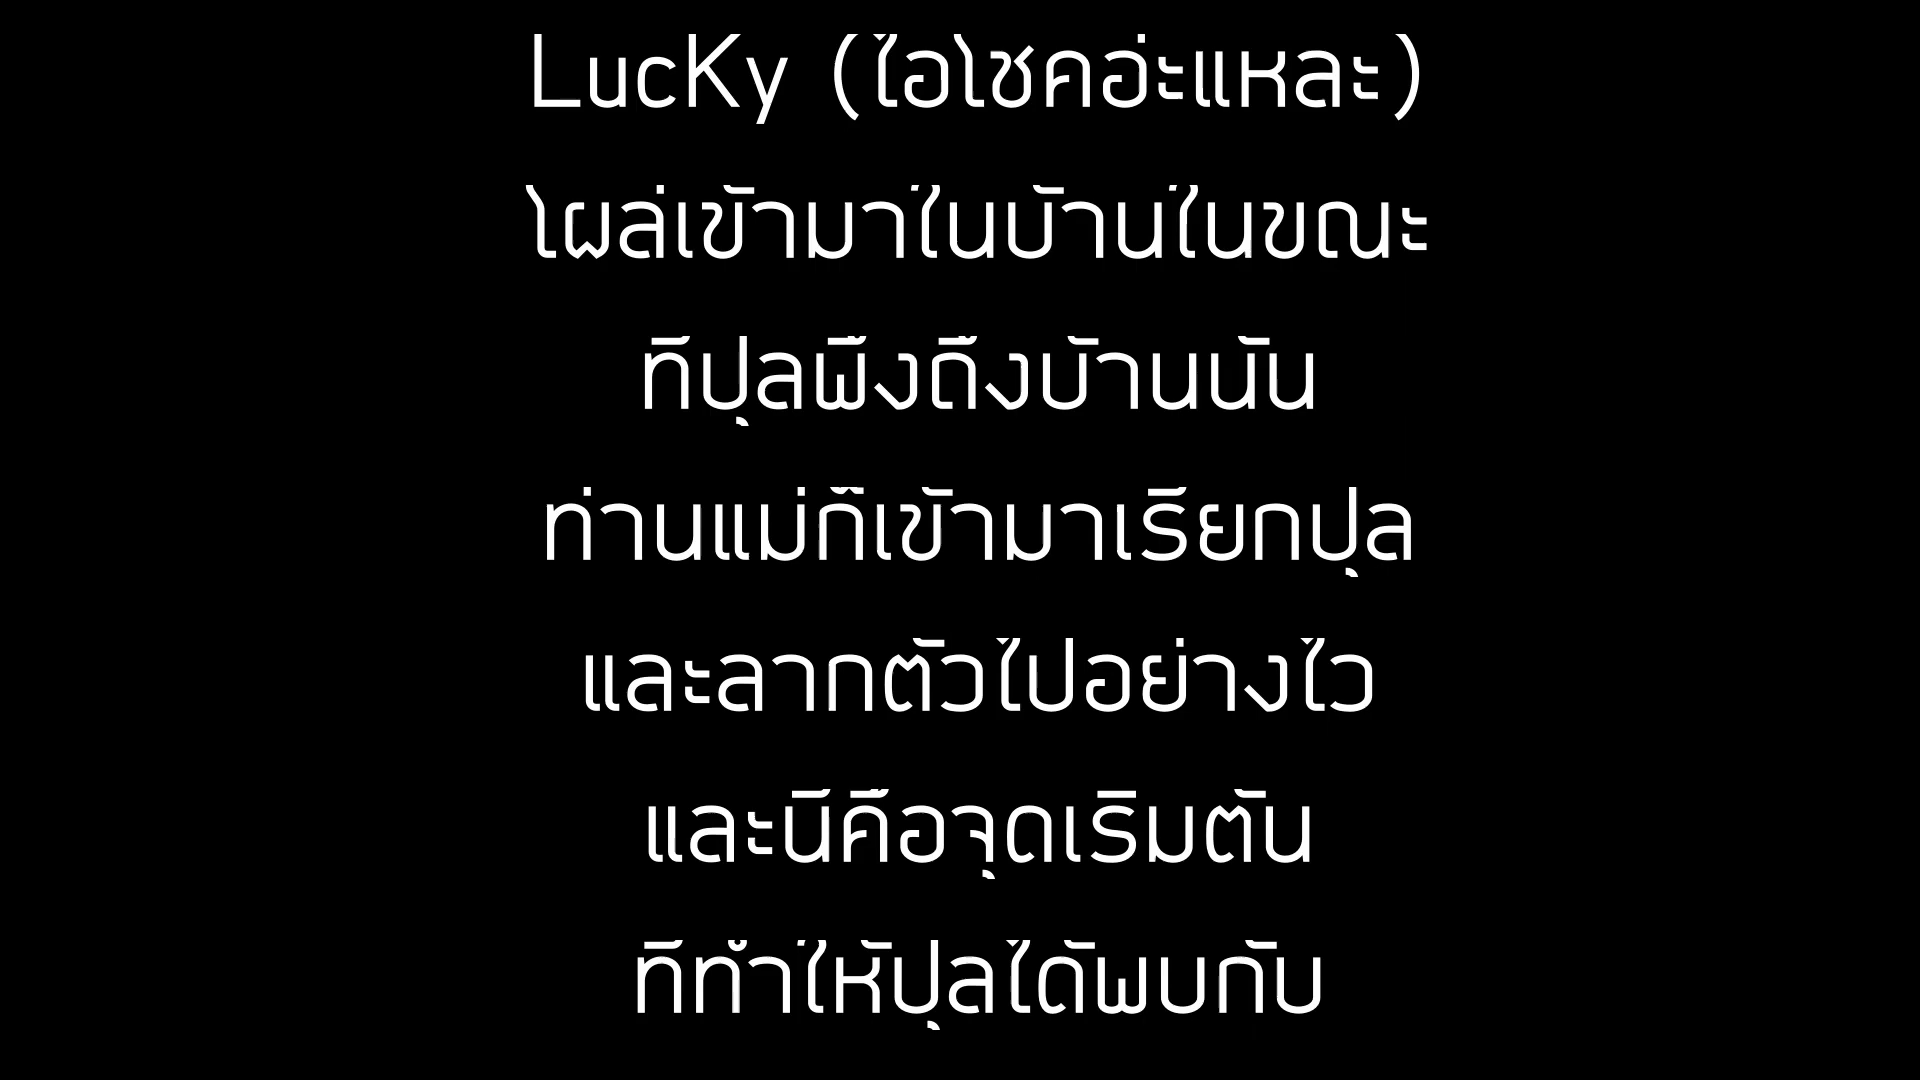 LucKy (ไอโชคอ่ะแหละ)
โผล่เข้ามาในบ้านในขณะ
ที่ปุลพึ่งถึงบ้านนั้น
ท่านแม่ก็เข้ามาเรียกปุล
และลากตัวไปอย่างไว
และนี่คือจุดเริ่มต้น
ที่ทำให้ปุลได้พบกับ